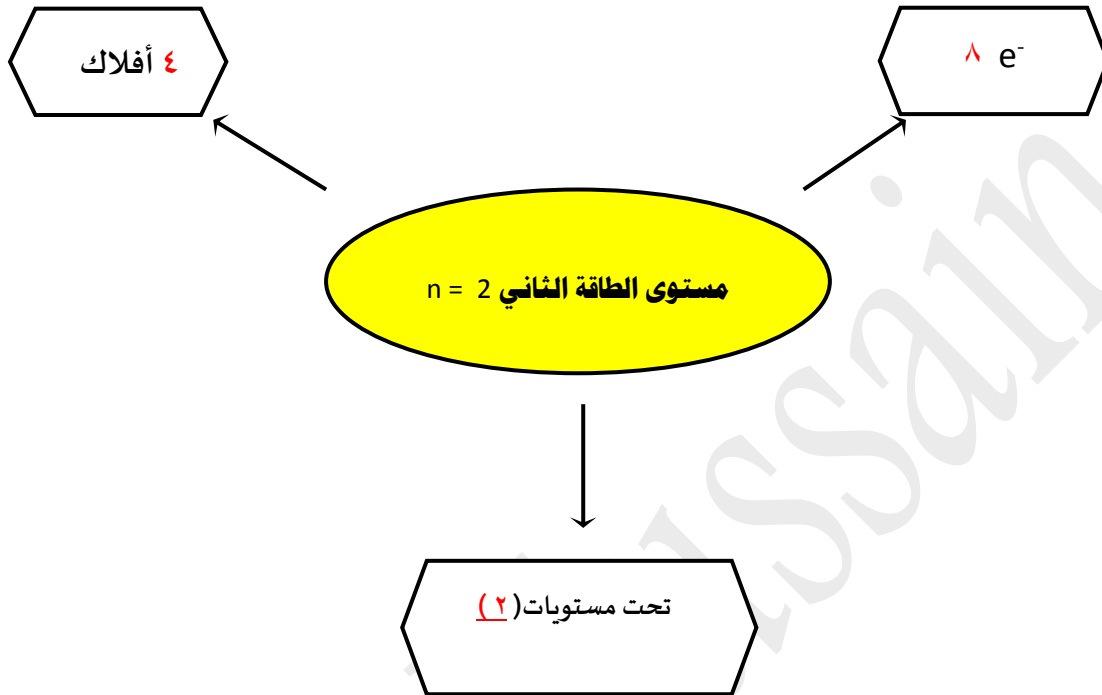 ٤ أفلاك
٨ e⁻
مستوى الطاقة الثاني n = 2
تحت مستويات (٢)